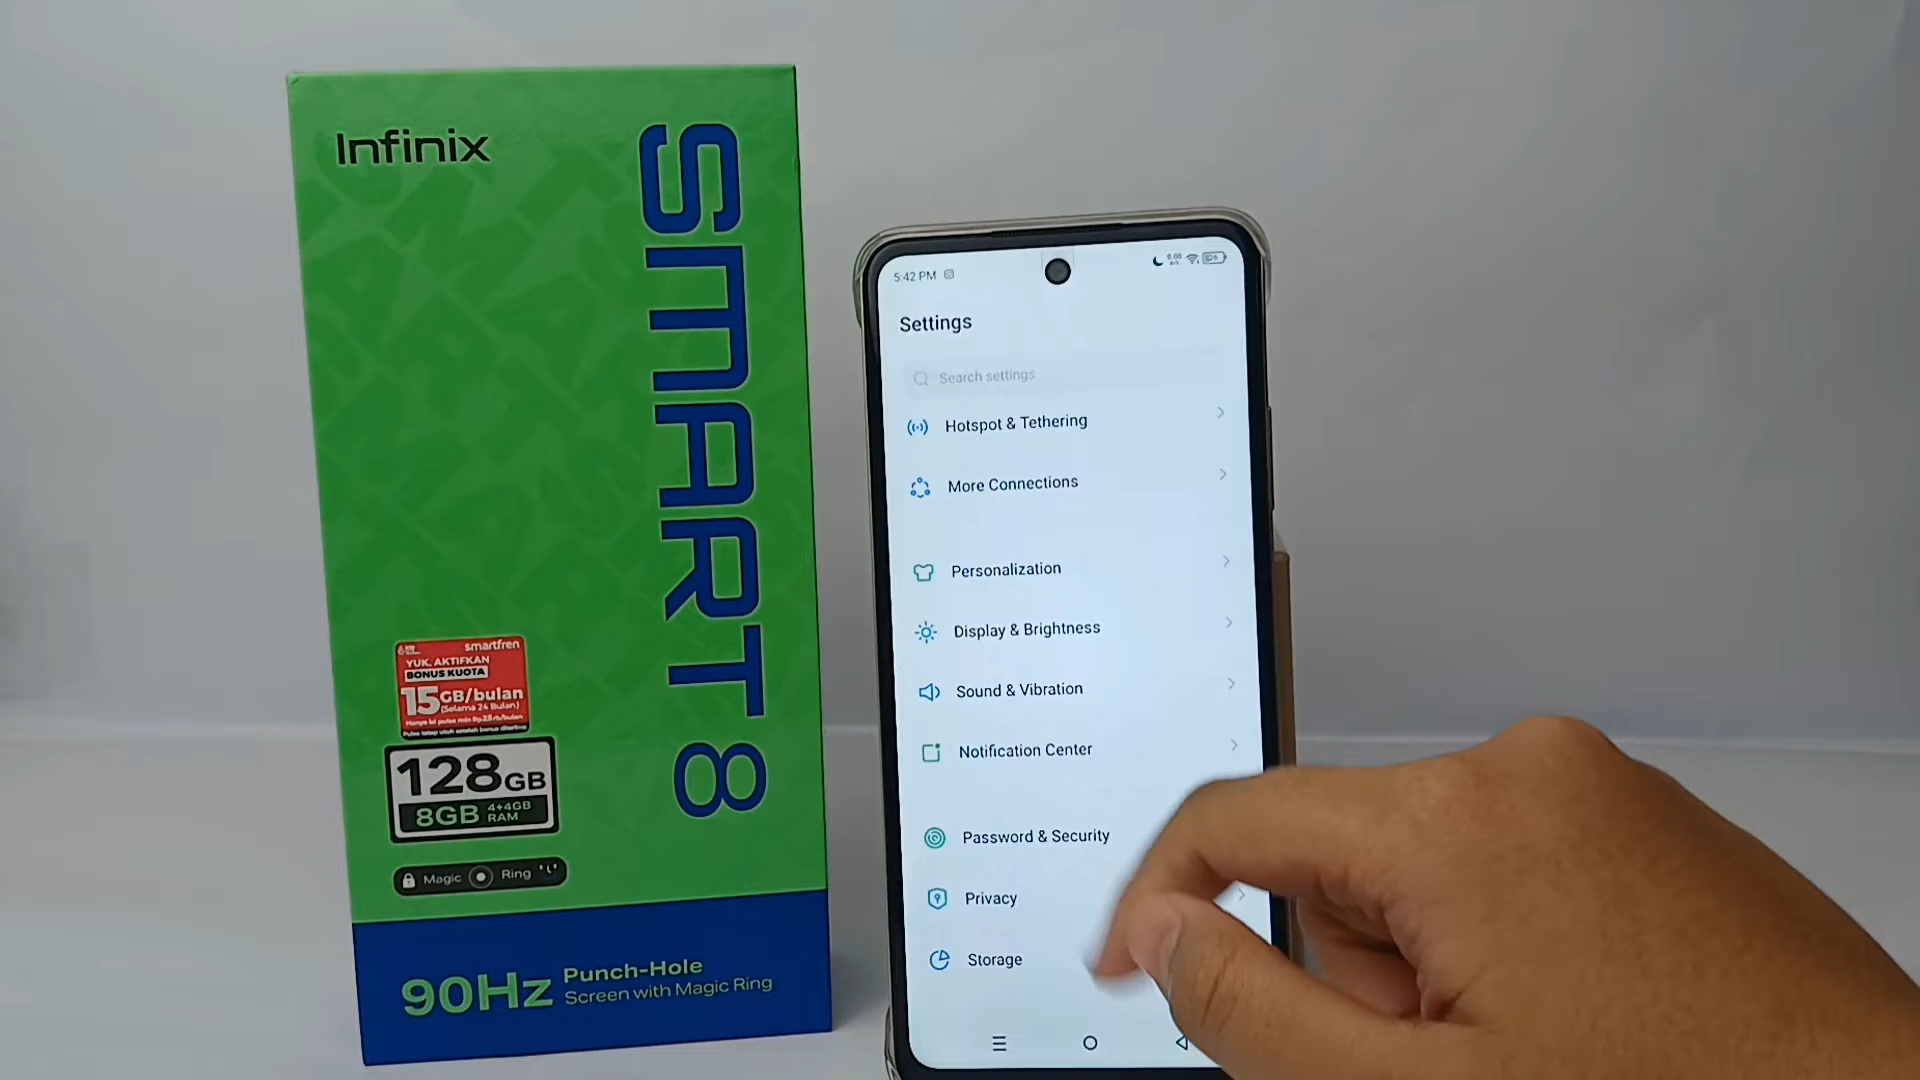 Infinix
SMART 8
smartfren
YUK, AKTIFKAN
BONUS KUOTA
15GB/bulan
(Selama 24 Bulan)
128GB
8GB 4+4GB RAM
Magic Ring
90Hz Punch-Hole
Screen with Magic Ring
5:42 PM
Settings
Search settings
Hotspot & Tethering
More Connections
Personalization
Display & Brightness
Sound & Vibration
Notification Center
Password & Security
Privacy
Storage